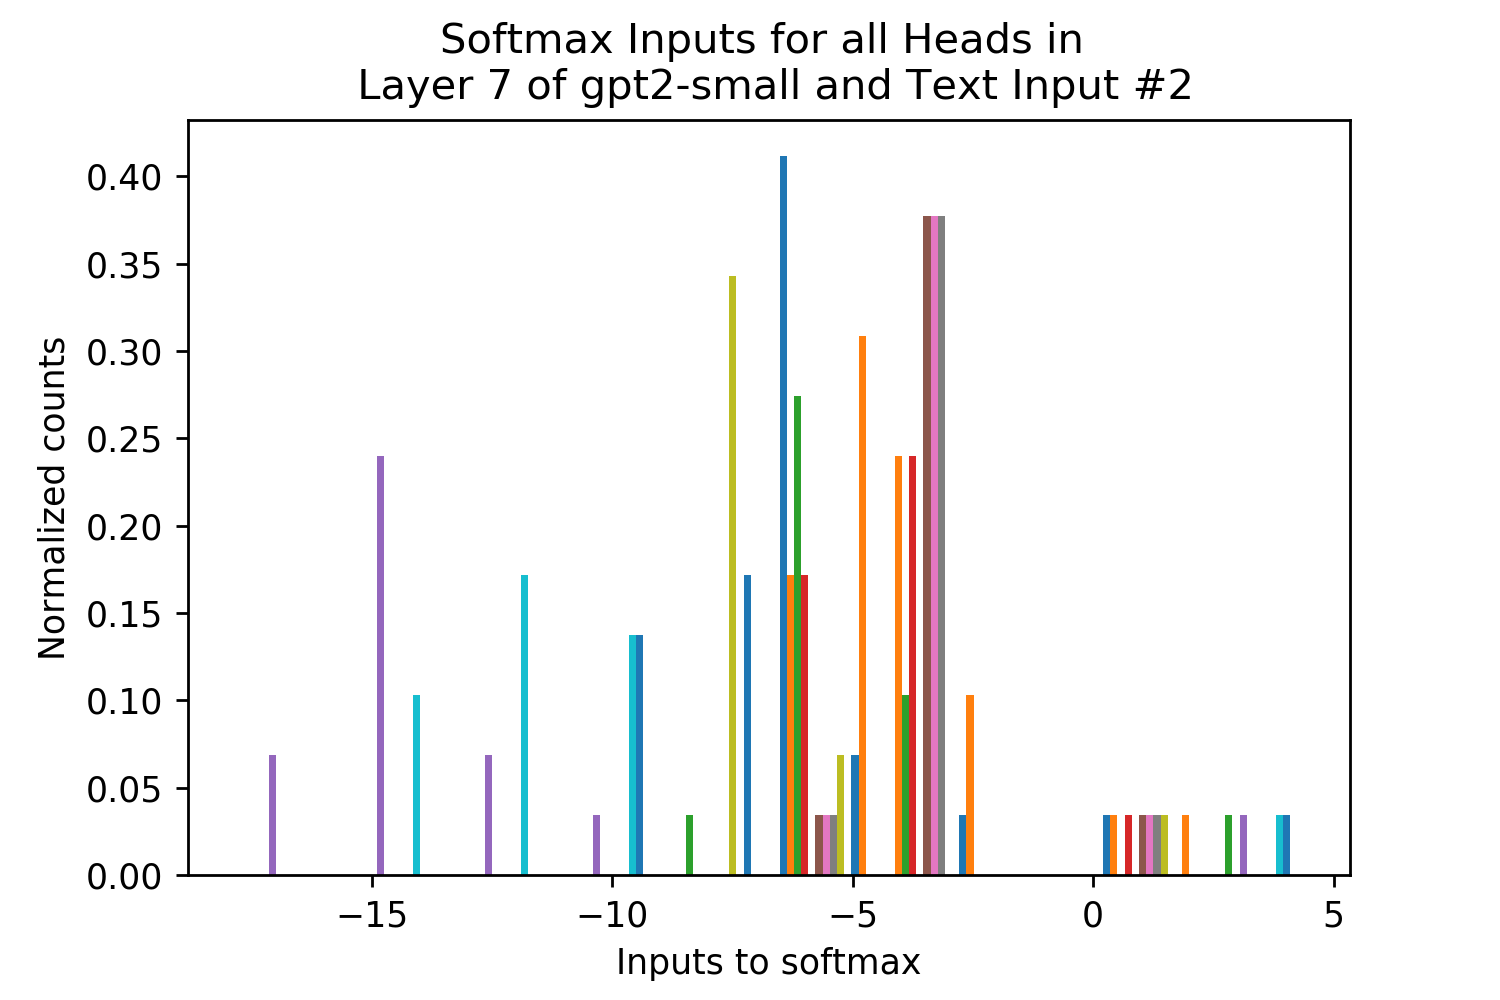 Softmax Inputs for all Heads in
Layer 7 of gpt2-small and Text Input #2
0.40
0.35
0.30
0.25
0.20
0.15
0.10
0.05
0.00
Normalized counts
−15 −10 −5 0 5
Inputs to softmax